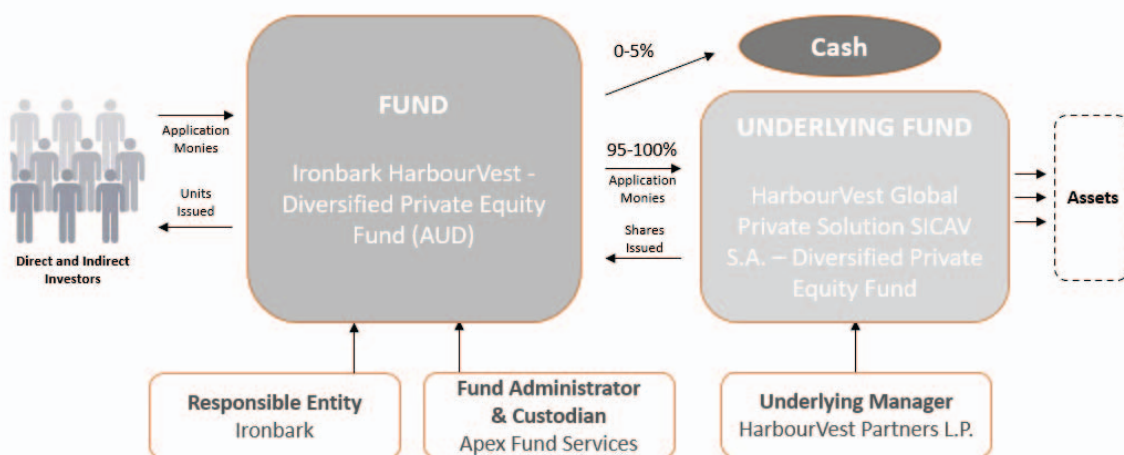 Direct and Indirect
Investors
Application
Monies
Units
Issued
FUND
Ironbark HarbourVest -
Diversified Private Equity
Fund (AUD)
0-5%
Cash
95-100%
Application
Monies
Shares
Issued
UNDERLYING FUND
HarbourVest Global
Private Solution SICAV
S.A. – Diversified Private
Equity Fund
Assets
Responsible Entity
Ironbark
Fund Administrator
& Custodian
Apex Fund Services
Underlying Manager
HarbourVest Partners L.P.